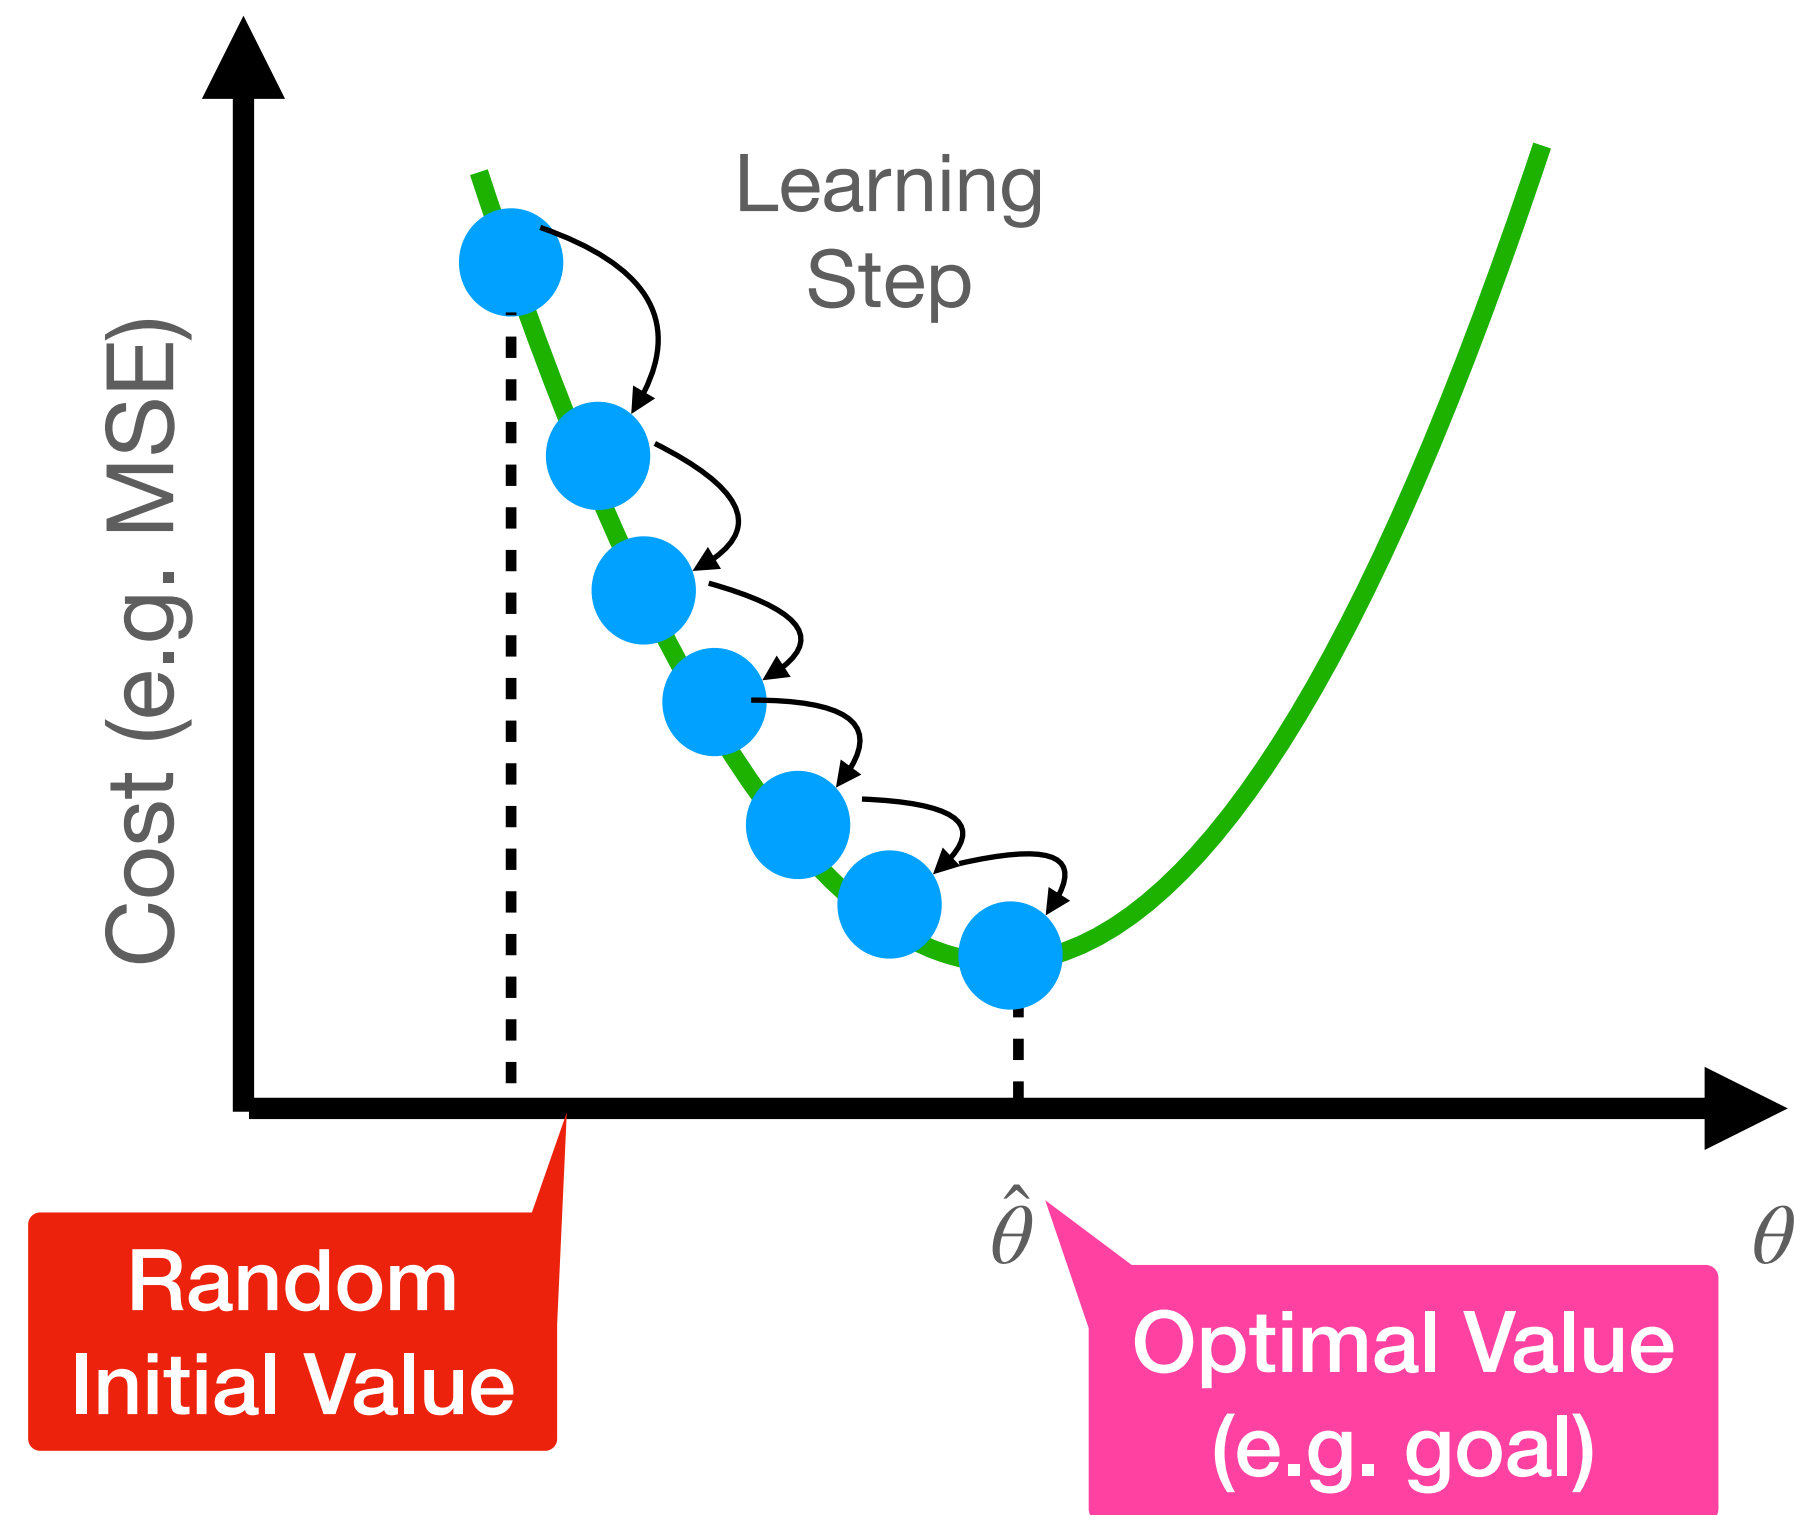 Learning
Step
Cost (e.g. MSE)
θ̂
θ
Random
Initial Value
Optimal Value
(e.g. goal)